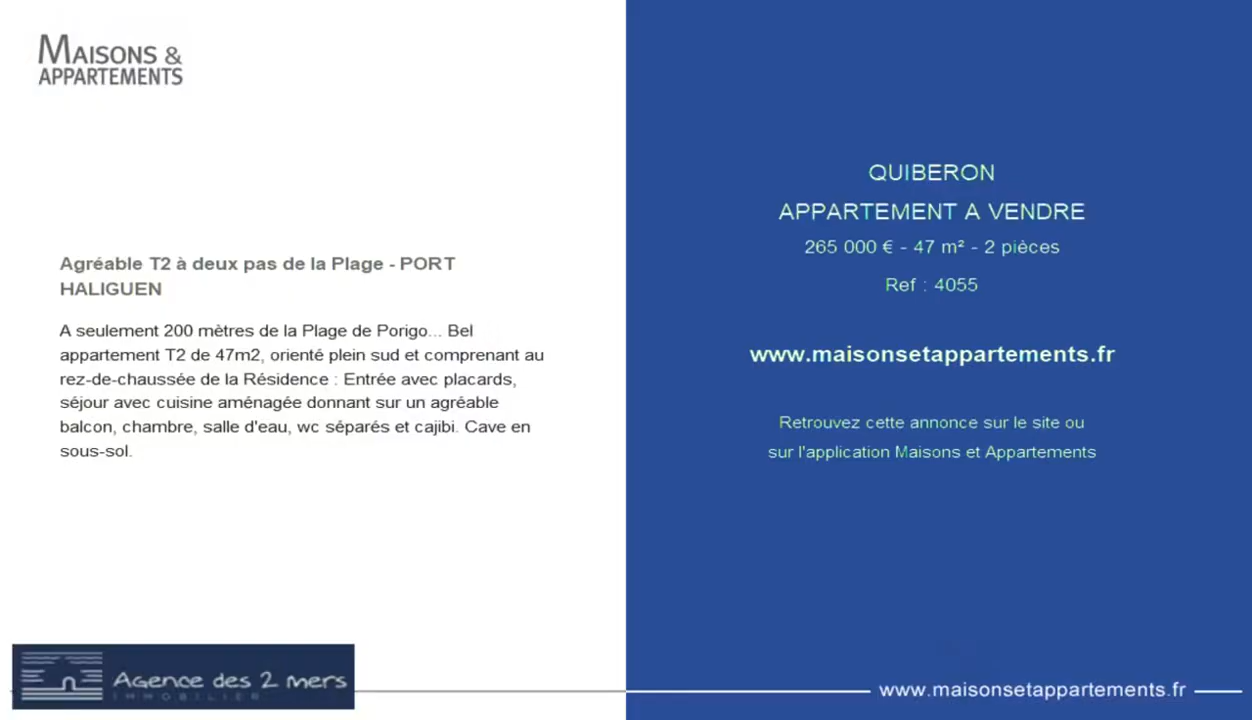 MAISONS &
APPARTEMENTS
Agréable T2 à deux pas de la Plage - PORT
HALIGUEN
A seulement 200 mètres de la Plage de Porigo... Bel
appartement T2 de 47m2, orienté plein sud et comprenant au
rez-de-chaussée de la Résidence : Entrée avec placards,
séjour avec cuisine aménagée donnant sur un agréable
balcon, chambre, salle d'eau, wc séparés et cajibi. Cave en
sous-sol.
Agence des 2 mers
IMMOBILIER
QUIBERON
APPARTEMENT A VENDRE
265 000 € - 47 m² - 2 pièces
Ref : 4055
www.maisonsetappartements.fr
Retrouvez cette annonce sur le site ou
sur l'application Maisons et Appartements
www.maisonsetappartements.fr